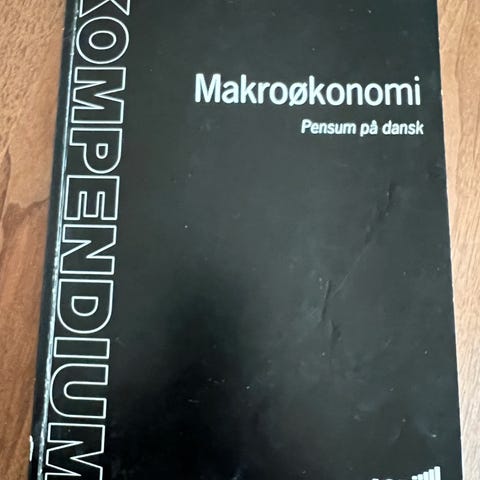 KOMPENDIUM
Makroøkonomi
Pensum på dansk